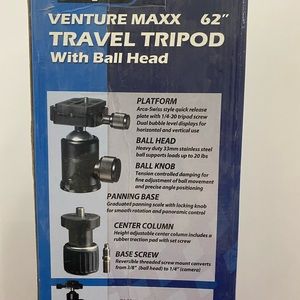 VENTURE MAXX 62”
TRAVEL TRIPOD
With Ball Head
PLATFORM
Arca-Swiss style quick release
plate with 1/4-20 tripod screw
Dual bubble level displays for
horizontal and vertical use
BALL HEAD
Heavy duty 33mm stainless steel
ball supports loads up to 20 lbs
BALL KNOB
Tension controlled damping for
fine adjustment of ball movement
and precise angle positioning
PANNING BASE
Graduated panning scale with locking knob
for smooth rotation and panoramic control
CENTER COLUMN
Height adjustable center column includes a
rubber traction pad with set screw
BASE SCREW
Reversible threaded screw mount converts
from 3/8" (ball head) to 1/4" (camera)